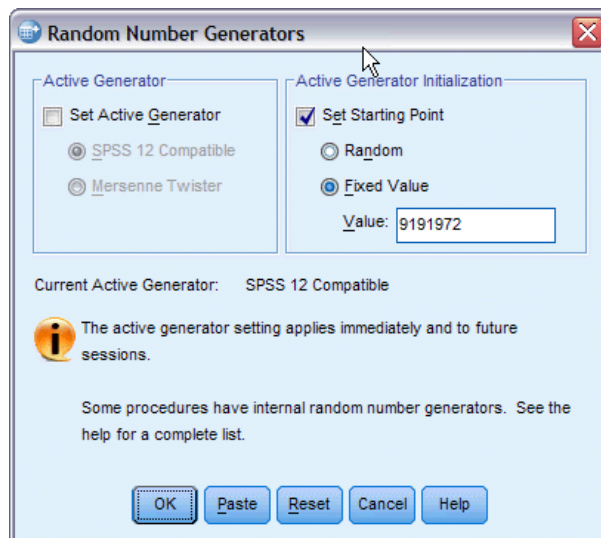 Random Number Generators
Active Generator
Set Active Generator
SPSS 12 Compatible
Mersenne Twister
Active Generator Initialization
Set Starting Point
Random
Fixed Value
Value: 9191972
Current Active Generator: SPSS 12 Compatible
The active generator setting applies immediately and to future
sessions.
Some procedures have internal random number generators. See the
help for a complete list.
OK Paste Reset Cancel Help